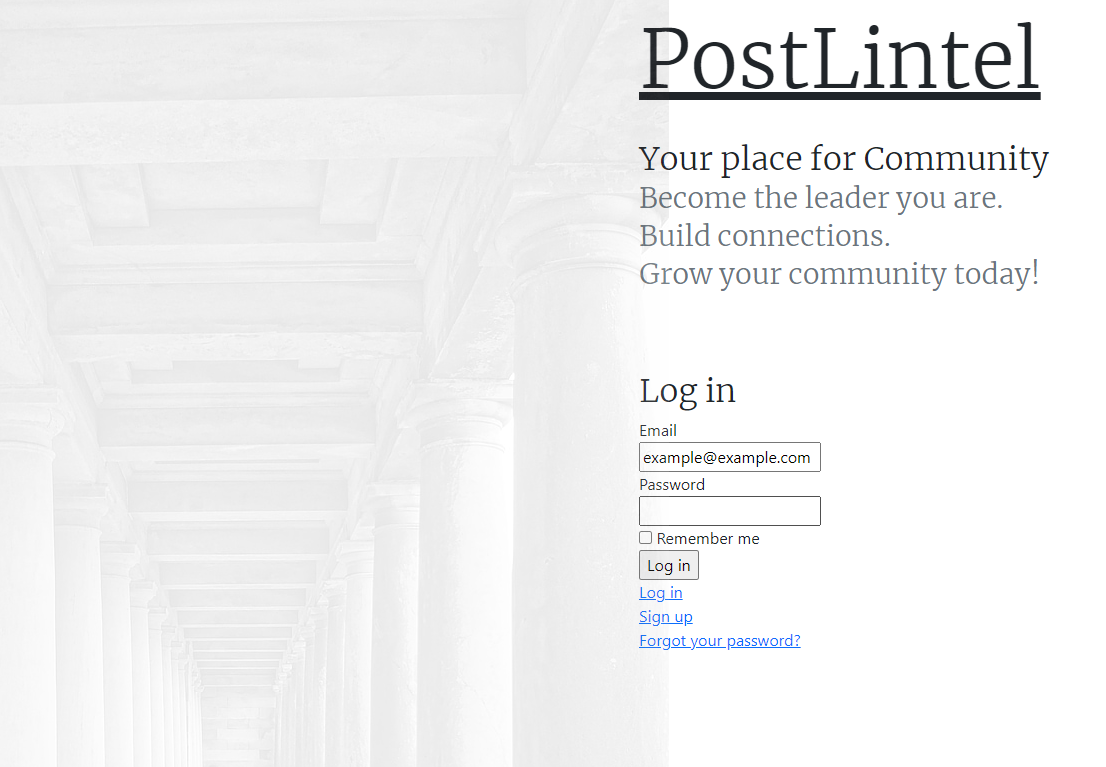 PostLintel
Your place for Community
Become the leader you are.
Build connections.
Grow your community today!
Log in
Email
example@example.com
Password
Remember me
Log in
Log in
Sign up
Forgot your password?